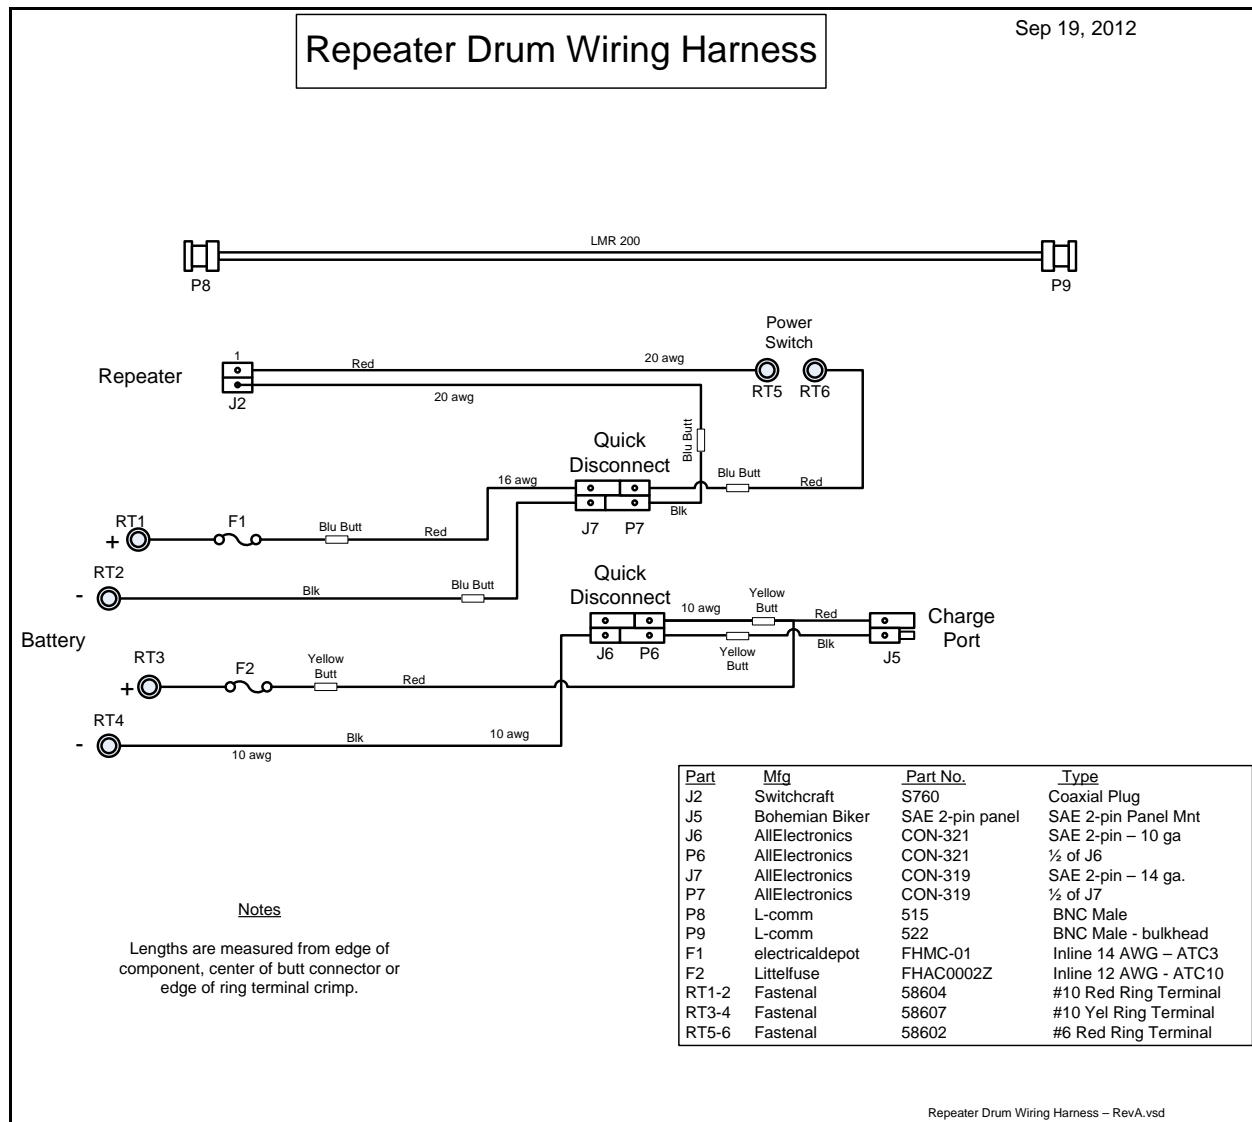 Repeater Drum Wiring Harness
Sep 19, 2012
LMR 200
P8
P9
Power
Switch
1
Red
20 awg
Repeater
RT5
RT6
J2
20 awg
Blu Butt
Quick
Disconnect
Blu Butt
16 awg
Red
Blk
RT1
F1
Blu Butt
Red
J7
P7
+
RT2
Quick
Disconnect
Blk
Blu Butt
-
10 awg
Yellow
Butt
Red
Charge
Port
Battery
J6
P6
Yellow
Butt
Blk
J5
RT3
F2
Yellow
Butt
Red
+
RT4
Blk
10 awg
-
10 awg
Part Mfg Part No. Type
J2 Switchcraft S760 Coaxial Plug
J5 Bohemian Biker SAE 2-pin panel SAE 2-pin Panel Mnt
J6 AllElectronics CON-321 SAE 2-pin – 10 ga
P6 AllElectronics CON-321 ½ of J6
J7 AllElectronics CON-319 SAE 2-pin – 14 ga.
P7 AllElectronics CON-319 ½ of J7
P8 L-comm 515 BNC Male
P9 L-comm 522 BNC Male - bulkhead
F1 electricaldepot FHMC-01 Inline 14 AWG – ATC3
F2 Littelfuse FHAC0002Z Inline 12 AWG - ATC10
RT1-2 Fastenal 58604 #10 Red Ring Terminal
RT3-4 Fastenal 58607 #10 Yel Ring Terminal
RT5-6 Fastenal 58602 #6 Red Ring Terminal
Notes
Lengths are measured from edge of
component, center of butt connector or
edge of ring terminal crimp.
Repeater Drum Wiring Harness – RevA.vsd